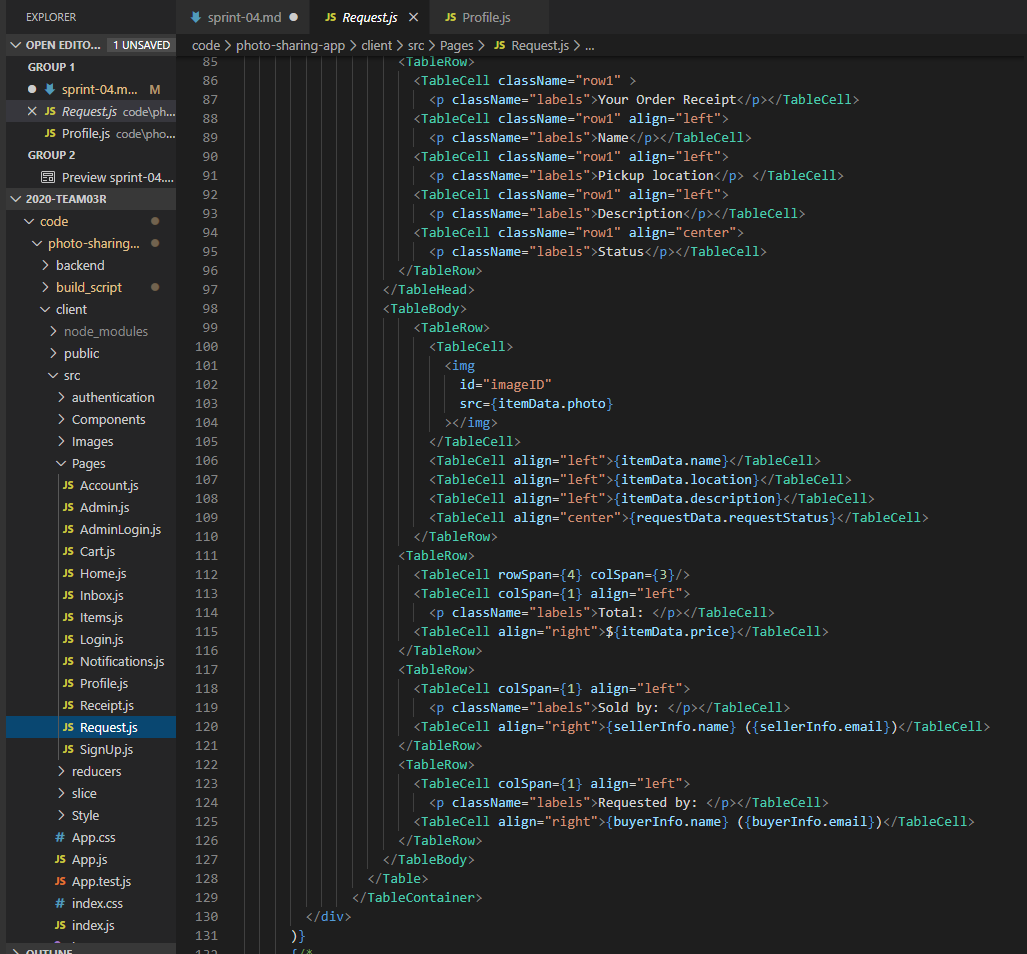 EXPLORER
OPEN EDITO... 1 UNSAVED
GROUP 1
sprint-04.m... M
JS Request.js code\ph...
JS Profile.js code\pho...
GROUP 2
Preview sprint-04....
2020-TEAM03R
code
photo-sharing...
backend
build_script
client
node_modules
public
src
authentication
Components
Images
Pages
JS Account.js
JS Admin.js
JS AdminLogin.js
JS Cart.js
JS Home.js
JS Inbox.js
JS Items.js
JS Login.js
JS Notifications.js
JS Profile.js
JS Receipt.js
JS Request.js
JS SignUp.js
reducers
slice
Style
# App.css
JS App.js
JS App.test.js
# index.css
JS index.js
OUTLINE
sprint-04.md
JS Request.js
JS Profile.js
code > photo-sharing-app > client > src > Pages > JS Request.js > ...
85 <TableRow>
86 <TableCell className="row1" >
87 <p className="labels">Your Order Receipt</p></TableCell>
88 <TableCell className="row1" align="left">
89 <p className="labels">Name</p></TableCell>
90 <TableCell className="row1" align="left">
91 <p className="labels">Pickup location</p> </TableCell>
92 <TableCell className="row1" align="left">
93 <p className="labels">Description</p></TableCell>
94 <TableCell className="row1" align="center">
95 <p className="labels">Status</p></TableCell>
96 </TableRow>
97 </TableHead>
98 <TableBody>
99 <TableRow>
100 <TableCell>
101 <img
102 id="imageID"
103 src={itemData.photo}
104 ></img>
105 </TableCell>
106 <TableCell align="left">{itemData.name}</TableCell>
107 <TableCell align="left">{itemData.location}</TableCell>
108 <TableCell align="left">{itemData.description}</TableCell>
109 <TableCell align="center">{requestData.requestStatus}</TableCell>
110 </TableRow>
111 <TableRow>
112 <TableCell rowSpan={4} colSpan={3}/>
113 <TableCell colSpan={1} align="left">
114 <p className="labels">Total: </p></TableCell>
115 <TableCell align="right">${itemData.price}</TableCell>
116 </TableRow>
117 <TableRow>
118 <TableCell colSpan={1} align="left">
119 <p className="labels">Sold by: </p></TableCell>
120 <TableCell align="right">{sellerInfo.name} ({sellerInfo.email})</TableCell>
121 </TableRow>
122 <TableRow>
123 <TableCell colSpan={1} align="left">
124 <p className="labels">Requested by: </p></TableCell>
125 <TableCell align="right">{buyerInfo.name} ({buyerInfo.email})</TableCell>
126 </TableRow>
127 </TableBody>
128 </Table>
129 </TableContainer>
130 </div>
131 )}
132 {/*